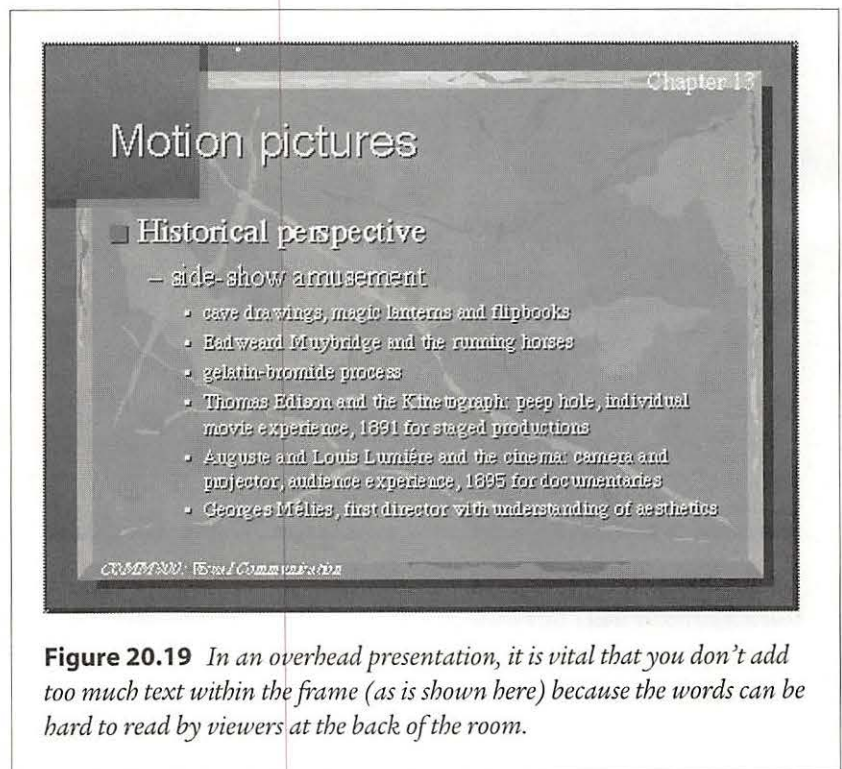 Chapter 13
Motion pictures
Historical perspective
– side-show amusement
▪ cave drawings, magic lanterns and flipbooks
▪ Eadweard Muybridge and the running horses
▪ gelatin-bromide process
▪ Thomas Edison and the Kinetograph: peep hole, individual
movie experience, 1891 for staged productions
▪ Auguste and Louis Lumiére and the cinema: camera and
projector, audience experience, 1895 for documentaries
▪ Georges Mélies, first director with understanding of aesthetics
Visual Communication
Figure 20.19 In an overhead presentation, it is vital that you don't add
too much text within the frame (as is shown here) because the words can be
hard to read by viewers at the back of the room.